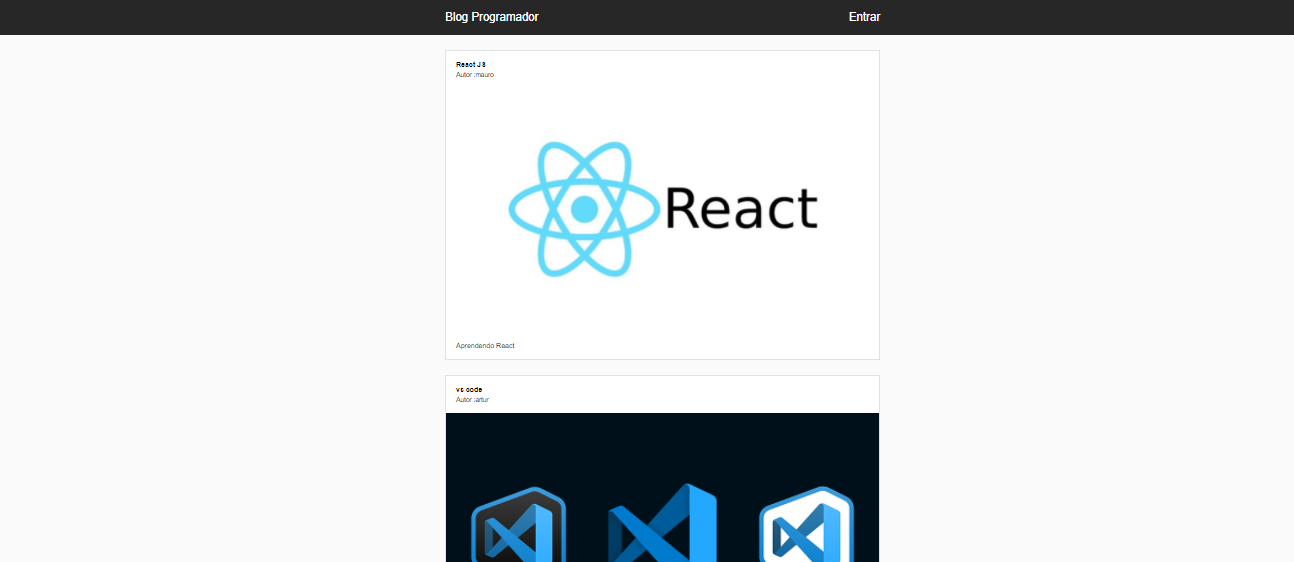 Blog Programador
Entrar
React JS
Autor :mauro
React
Aprendendo React
vs code
Autor :artur